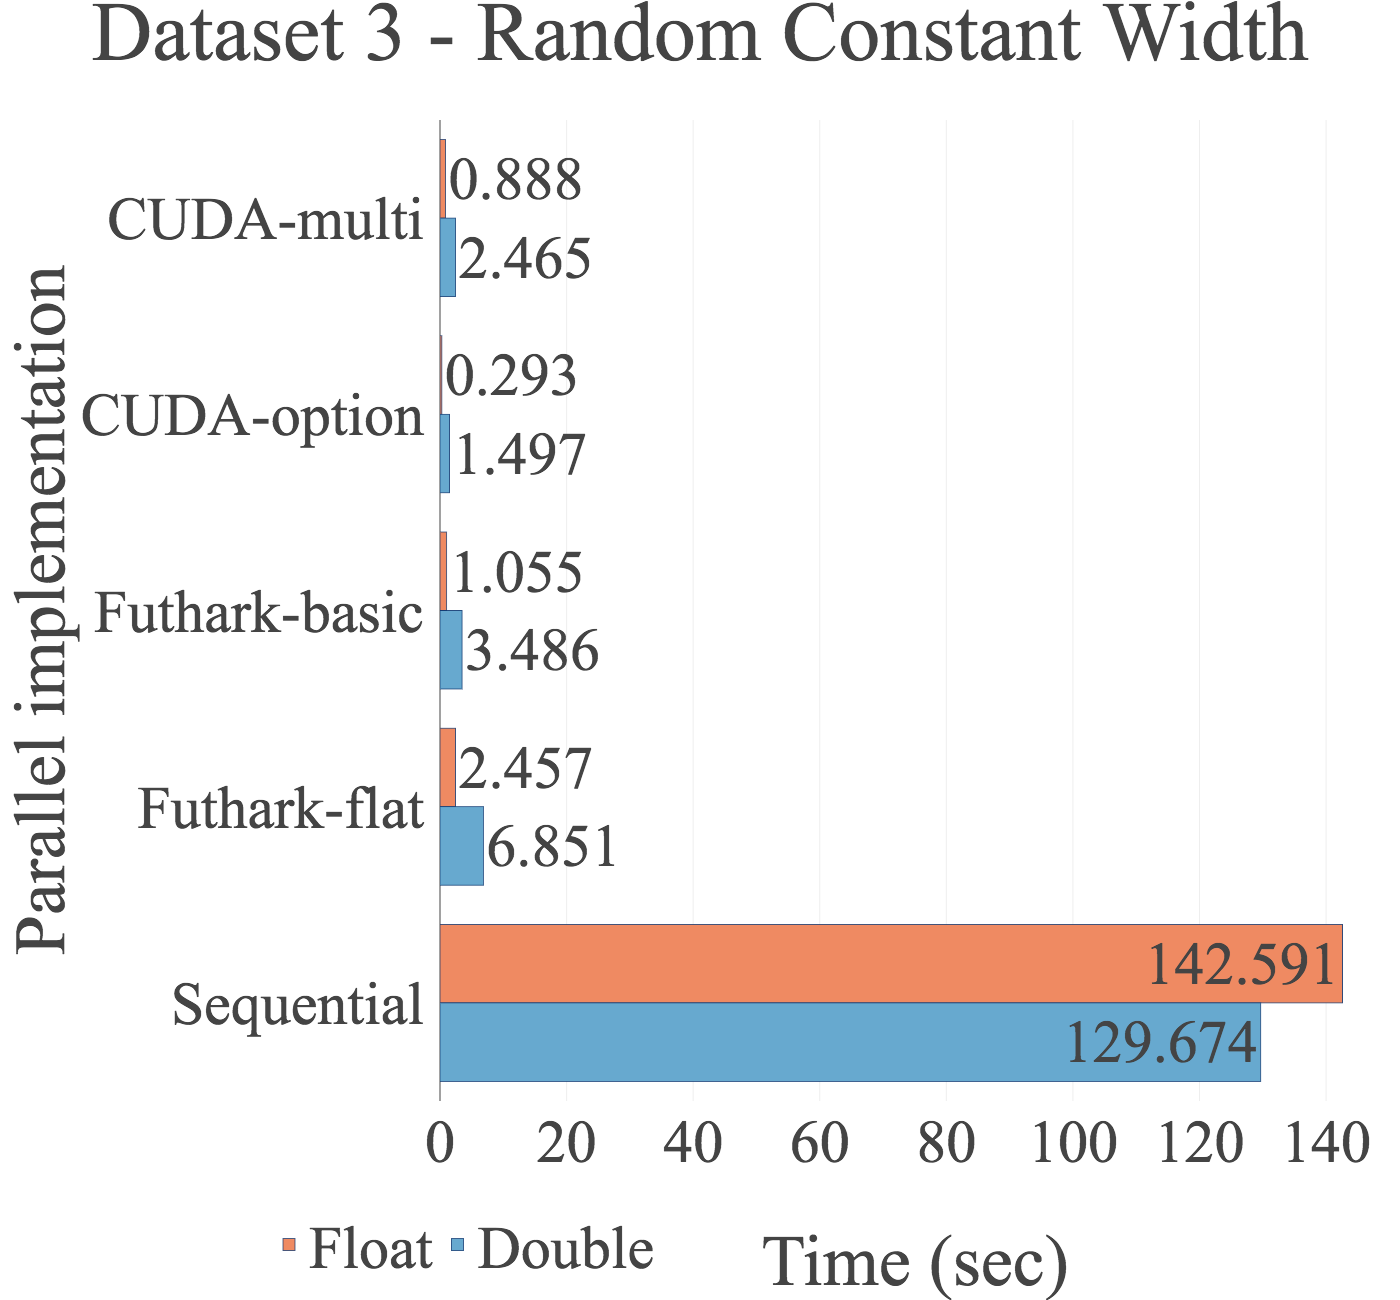 Dataset 3 - Random Constant Width
Parallel implementation
CUDA-multi
0.888
2.465
CUDA-option
0.293
1.497
Futhark-basic
1.055
3.486
Futhark-flat
2.457
6.851
Sequential
142.591
129.674
0 20 40 60 80 100 120 140
Float Double
Time (sec)